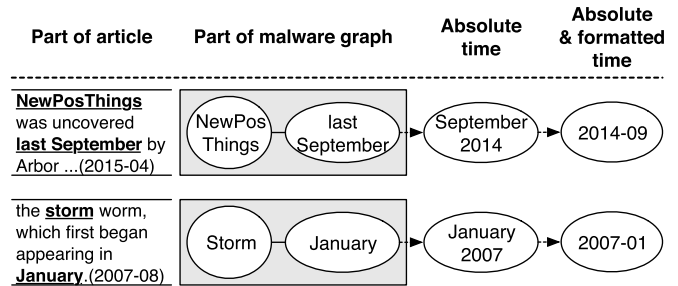 Part of article
Part of malware graph
Absolute
time
Absolute
& formatted
time
NewPosThings
was uncovered
last September by
Arbor ...(2015-04)
NewPos
Things
last
September
September
2014
2014-09
the storm worm,
which first began
appearing in
January.(2007-08)
Storm
January
January
2007
2007-01